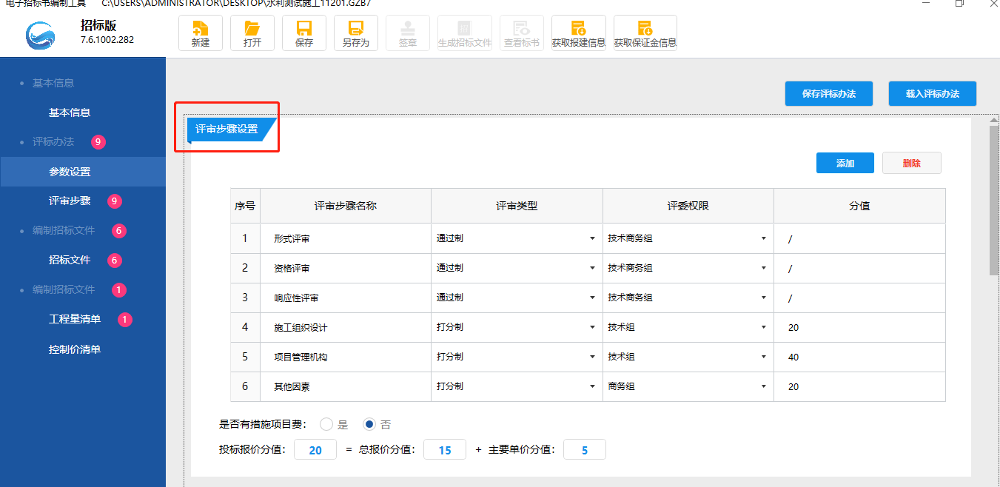 电子招标书编制工具 C:\USERS\ADMINISTRATOR\DESKTOP\水利测试施工11201.GZB7
招标版
7.6.1002.282
新建 打开 保存 另存为 签章 生成招标文件 查看标书 获取报建信息 获取保证金信息
基本信息
基本信息
评标办法 9
参数设置
评审步骤 9
编制招标文件 6
招标文件 6
编制招标文件 1
工程量清单 1
控制价清单
保存评标办法 载入评标办法
评审步骤设置
添加 删除
序号 评审步骤名称 评审类型 评委权限 分值
1 形式评审 通过制 技术商务组 /
2 资格评审 通过制 技术商务组 /
3 响应性评审 通过制 技术商务组 /
4 施工组织设计 打分制 技术组 20
5 项目管理机构 打分制 技术组 40
6 其他因素 打分制 商务组 20
是否有措施项目费： 是 否
投标报价分值： 20 = 总报价分值： 15 + 主要单价分值： 5